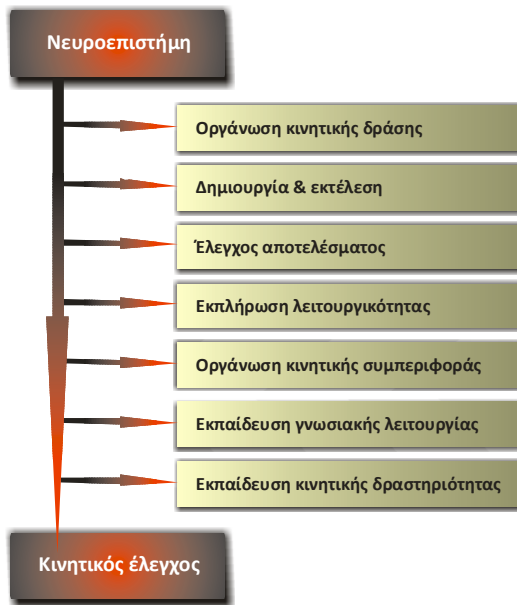 Νευροεπιστήμη
Οργάνωση κινητικής δράσης
Δημιουργία & εκτέλεση
Έλεγχος αποτελέσματος
Εκπλήρωση λειτουργικότητας
Οργάνωση κινητικής συμπεριφοράς
Εκπαίδευση γνωσιακής λειτουργίας
Εκπαίδευση κινητικής δραστηριότητας
Κινητικός έλεγχος